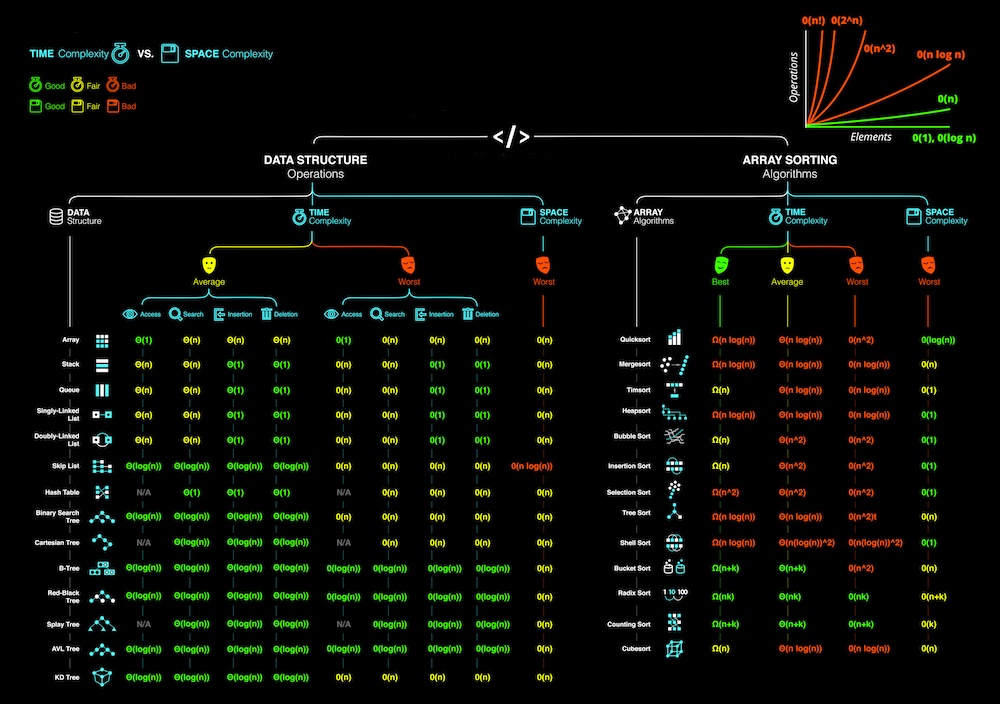 TIME Complexity VS. SPACE Complexity
Good Fair Bad
Good Fair Bad
0(n!) 0(2^n)
0(n^2)
0(n log n)
0(n)
0(1), 0(log n)
Operations
Elements
</>
DATA STRUCTURE
Operations
ARRAY SORTING
Algorithms
DATA
Structure
TIME
Complexity
SPACE
Complexity
ARRAY
Algorithms
TIME
Complexity
SPACE
Complexity
Average Worst Worst
Best Average Worst Worst
Access Search Insertion Deletion Access Search Insertion Deletion
Array Θ(1) Θ(n) Θ(n) Θ(n) 0(1) 0(n) 0(n) 0(n) 0(n)
Stack Θ(n) Θ(n) Θ(1) Θ(1) 0(n) 0(n) 0(1) 0(1) 0(n)
Queue Θ(n) Θ(n) Θ(1) Θ(1) 0(n) 0(n) 0(1) 0(1) 0(n)
Singly-Linked
List Θ(n) Θ(n) Θ(1) Θ(1) 0(n) 0(n) 0(1) 0(1) 0(n)
Doubly-Linked
List Θ(n) Θ(n) Θ(1) Θ(1) 0(n) 0(n) 0(1) 0(1) 0(n)
Skip List Θ(log(n)) Θ(log(n)) Θ(log(n)) Θ(log(n)) 0(n) 0(n) 0(n) 0(n) 0(n log(n))
Hash Table N/A Θ(1) Θ(1) Θ(1) N/A 0(n) 0(n) 0(n) 0(n)
Binary Search
Tree Θ(log(n)) Θ(log(n)) Θ(log(n)) Θ(log(n)) 0(n) 0(n) 0(n) 0(n) 0(n)
Cartesian Tree N/A Θ(log(n)) Θ(log(n)) Θ(log(n)) N/A 0(n) 0(n) 0(n) 0(n)
B-Tree Θ(log(n)) Θ(log(n)) Θ(log(n)) Θ(log(n)) 0(log(n)) 0(log(n)) 0(log(n)) 0(log(n)) 0(n)
Red-Black
Tree Θ(log(n)) Θ(log(n)) Θ(log(n)) Θ(log(n)) 0(log(n)) 0(log(n)) 0(log(n)) 0(log(n)) 0(n)
Splay Tree N/A Θ(log(n)) Θ(log(n)) Θ(log(n)) N/A 0(log(n)) 0(log(n)) 0(log(n)) 0(n)
AVL Tree Θ(log(n)) Θ(log(n)) Θ(log(n)) Θ(log(n)) 0(log(n)) 0(log(n)) 0(log(n)) 0(log(n)) 0(n)
KD Tree Θ(log(n)) Θ(log(n)) Θ(log(n)) Θ(log(n)) 0(n) 0(n) 0(n) 0(n) 0(n)
Quicksort Ω(n log(n)) Θ(n log(n)) 0(n^2) 0(log(n))
Mergesort Ω(n log(n)) Θ(n log(n)) 0(n log(n)) 0(n)
Timsort Ω(n) Θ(n log(n)) 0(n log(n)) 0(1)
Heapsort Ω(n log(n)) Θ(n log(n)) 0(n log(n)) 0(1)
Bubble Sort Ω(n) Θ(n^2) 0(n^2) 0(1)
Insertion Sort Ω(n) Θ(n^2) 0(n^2) 0(1)
Selection Sort Ω(n^2) Θ(n^2) 0(n^2) 0(1)
Tree Sort Ω(n log(n)) Θ(n log(n)) 0(n^2)t 0(n)
Shell Sort Ω(n log(n)) Θ(n(log(n))^2) 0(n(log(n))^2) 0(1)
Bucket Sort Ω(n+k) Θ(n+k) 0(n^2) 0(n)
Radix Sort 1 10 100 Ω(nk) Θ(nk) 0(nk) 0(n+k)
Counting Sort Ω(n+k) Θ(n+k) 0(n+k) 0(k)
Cubesort Ω(n) Θ(n log(n)) 0(n log(n)) 0(n)